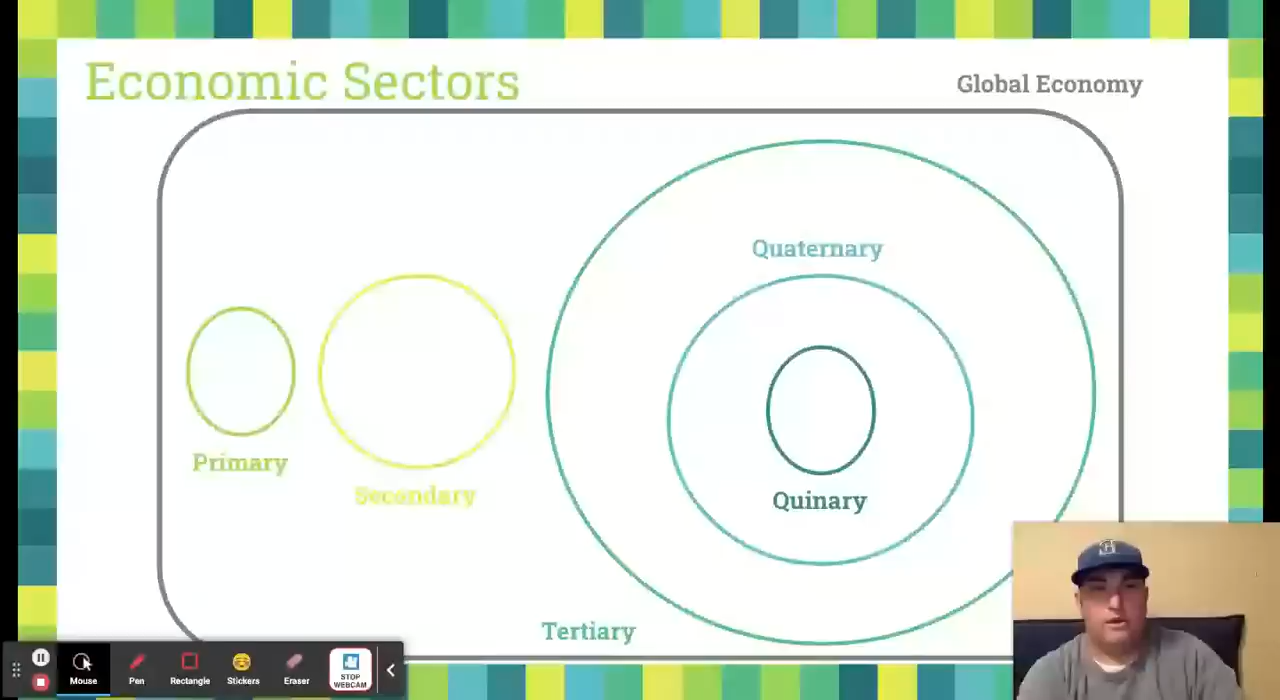 Economic Sectors
Global Economy
Quaternary
Primary
Secondary
Quinary
Tertiary
Mouse
Pen
Rectangle
Stickers
Eraser
STOP
WEBCAM